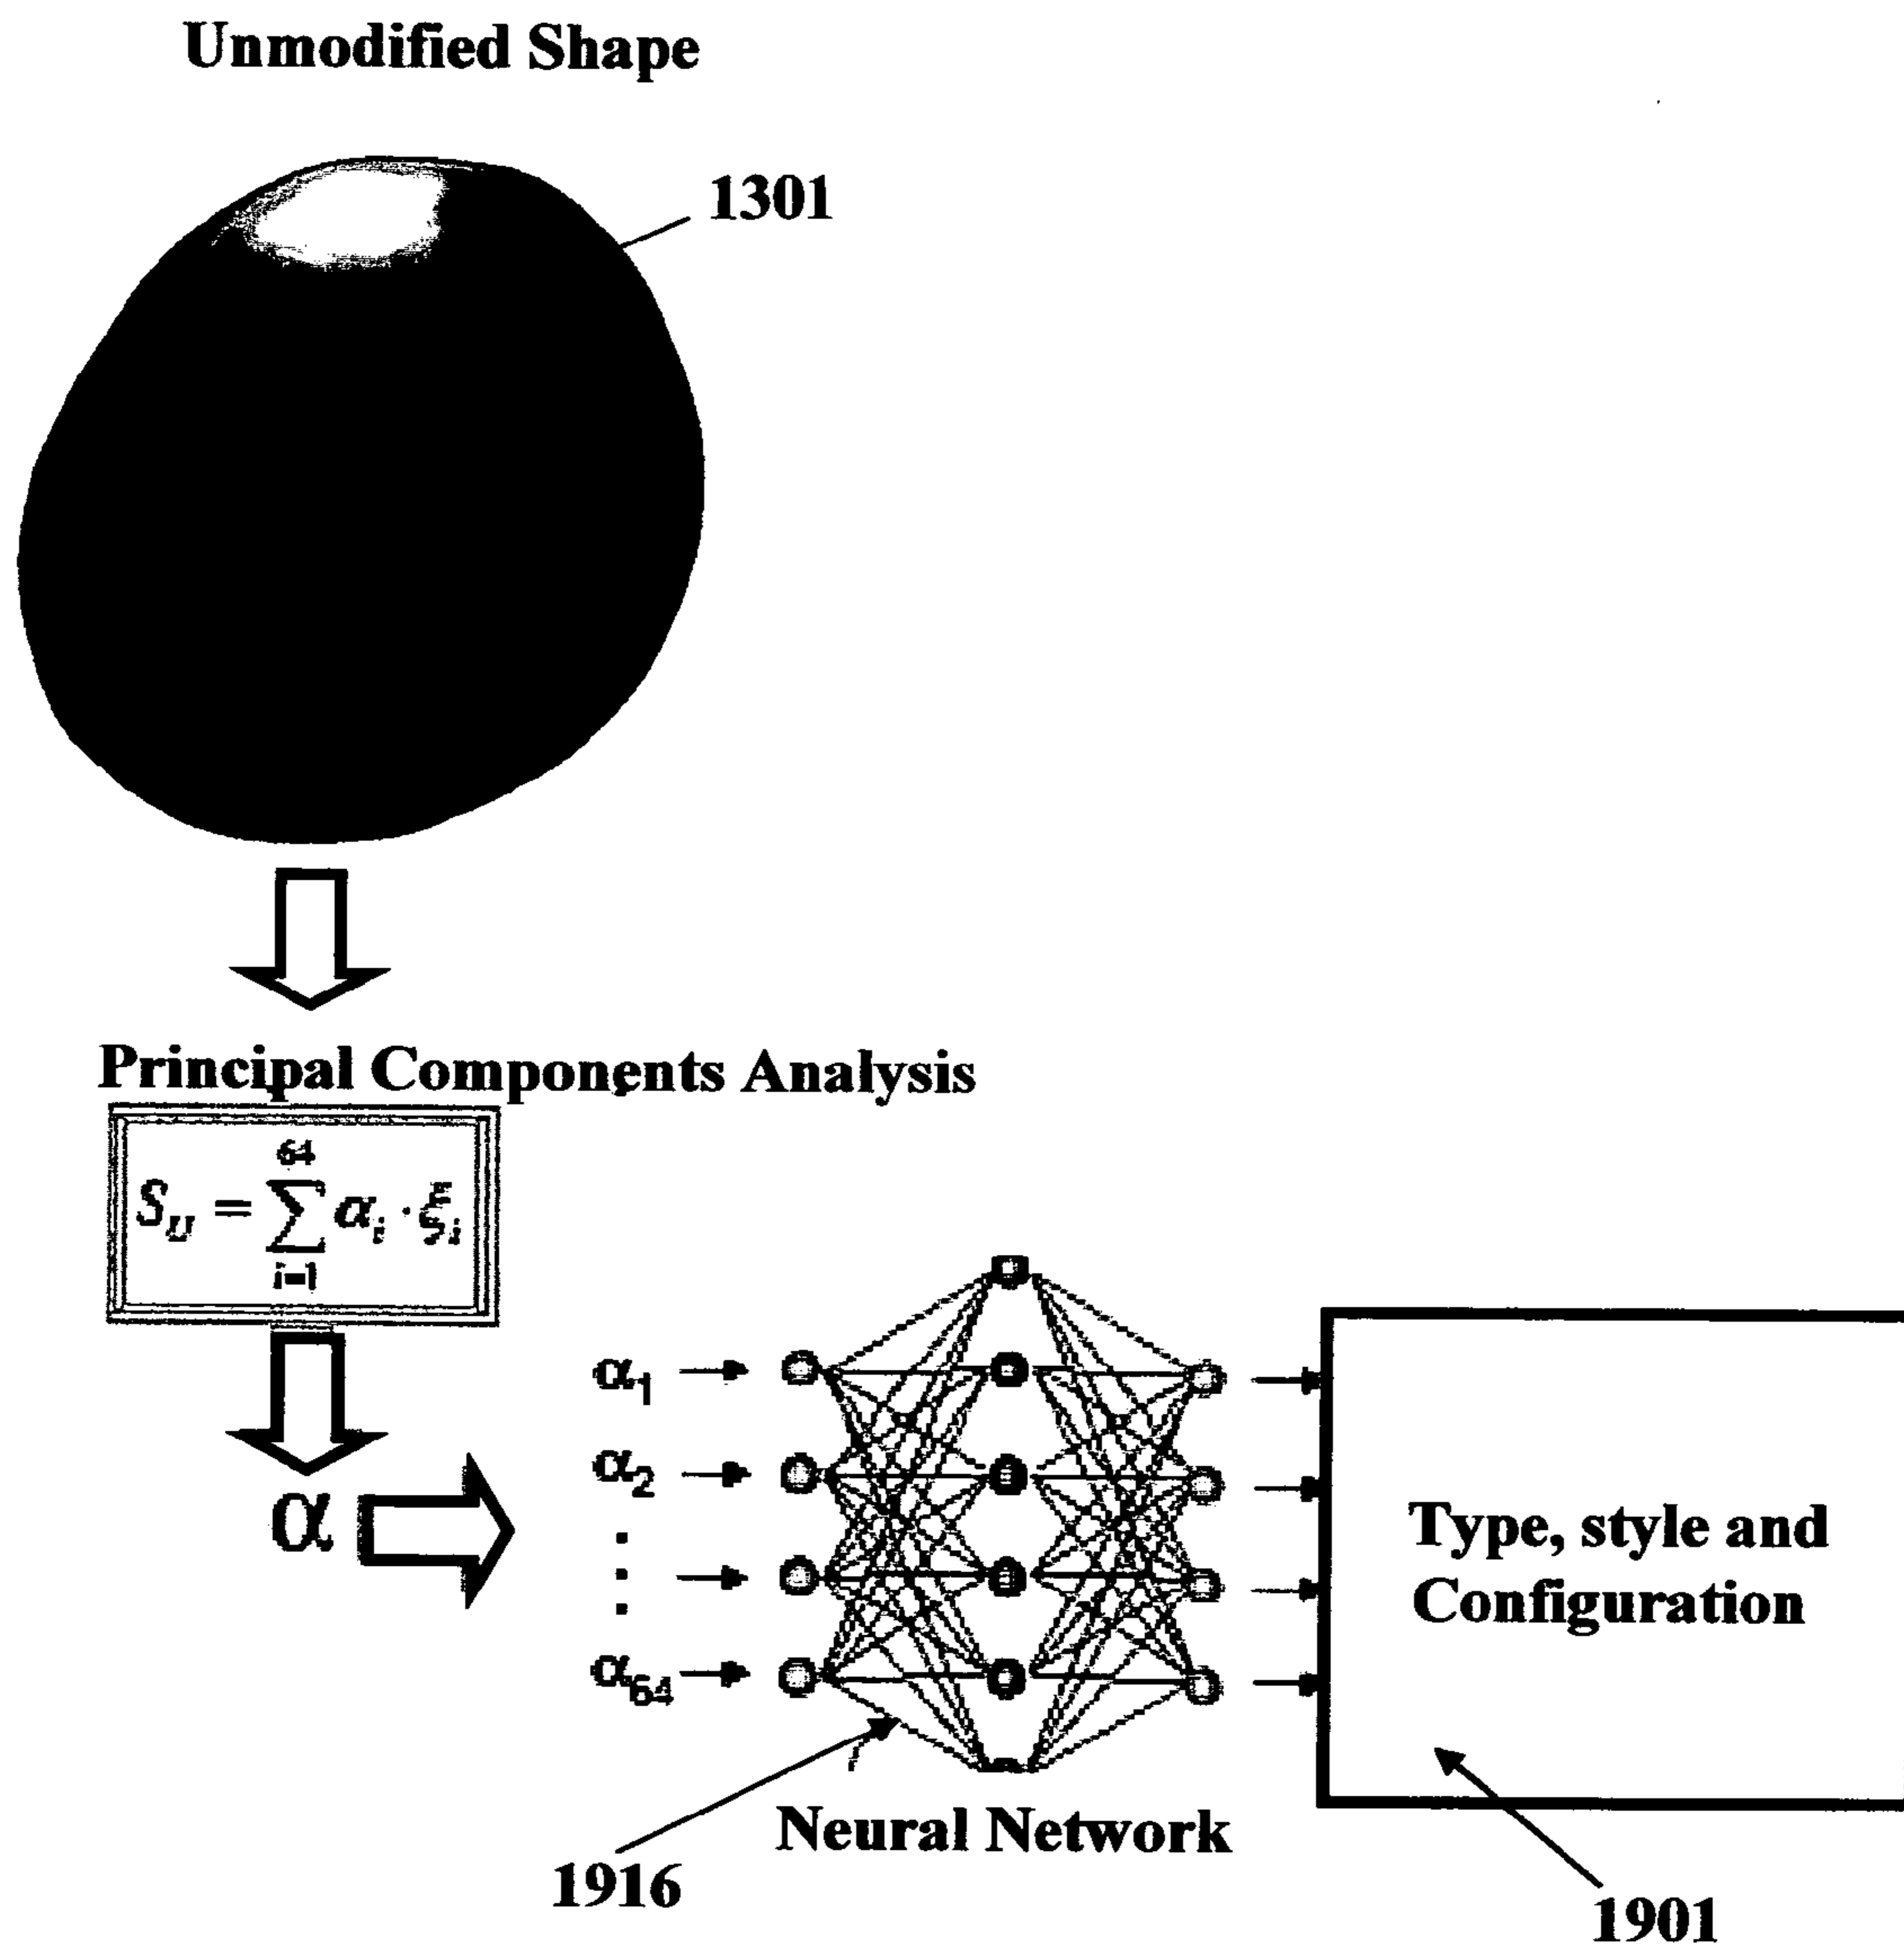 Unmodified Shape
1301
Principal Components Analysis
64
S_U = ∑ α_i · ξ_i
i=1
α
α_1
α_2
α_64
Type, style and
Configuration
Neural Network
1916
1901